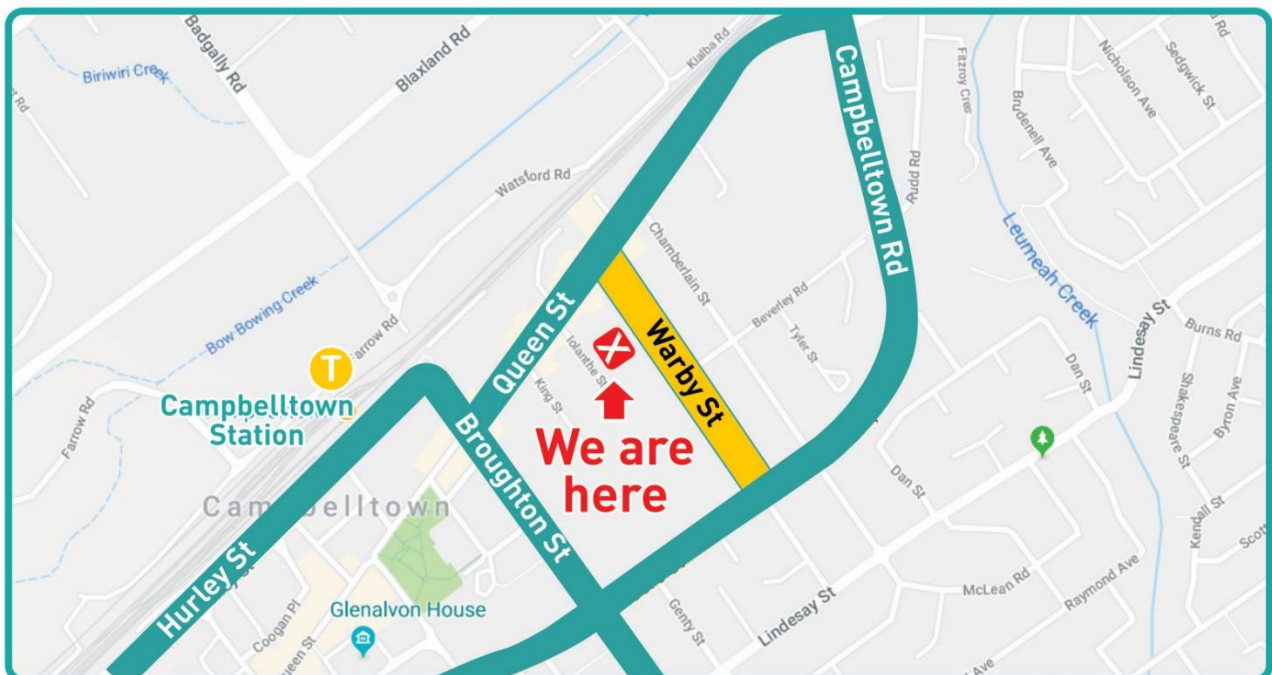 Badgally Rd
Biriwiri Creek
Blaxland Rd
Kialba Rd
Campbelltown Rd
Fitzroy Cres
Nicholson Ave
Sedgwick St
Brudenell Ave
Watsford Rd
Rudd Rd
Leumeah Creek
Chamberlain St
Beverley Rd
Tyler St
Bow Bowing Creek
Farrow Rd
T
Campbelltown
Station
Queen St
Iolanthe St
King St
X
Warby St
We are
here
Lindesay St
Burns Rd
Dan St
Shakespeare St
Byron Ave
Farrow Rd
Campbelltown
Broughton St
Hurley St
Dan St
Kendall St
Scott
Glenalvon House
Coogan Pl
Queen St
Genty St
Lindesay St
McLean Rd
Raymond Ave
d Ave